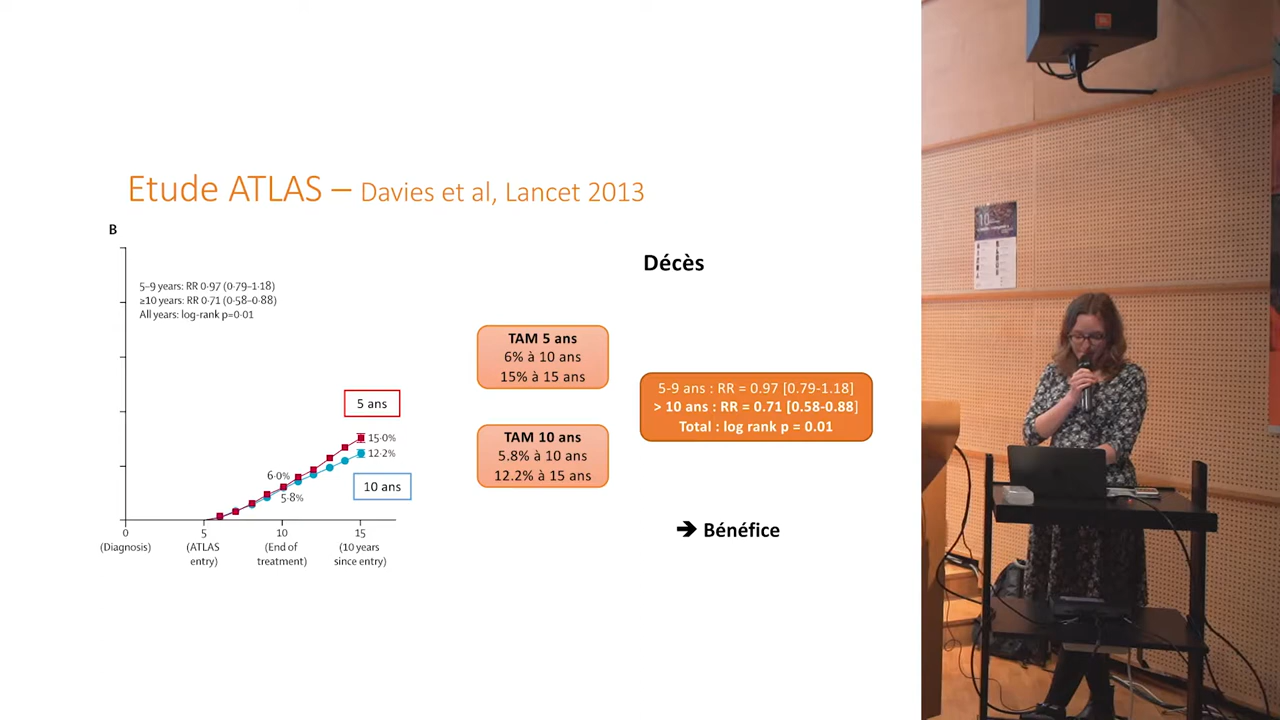 Etude ATLAS – Davies et al, Lancet 2013
B
5–9 years: RR 0·97 (0·79–1·18)
≥10 years: RR 0·71 (0·58–0·88)
All years: log-rank p=0·01
5 ans
15·0%
12·2%
6·0%
5·8%
10 ans
0
5
10
15
(Diagnosis)
(ATLAS
entry)
(End of
treatment)
(10 years
since entry)
TAM 5 ans
6% à 10 ans
15% à 15 ans
TAM 10 ans
5.8% à 10 ans
12.2% à 15 ans
Décès
5-9 ans : RR = 0.97 [0.79-1.18]
> 10 ans : RR = 0.71 [0.58-0.88]
Total : log rank p = 0.01
➔ Bénéfice
10
JBL